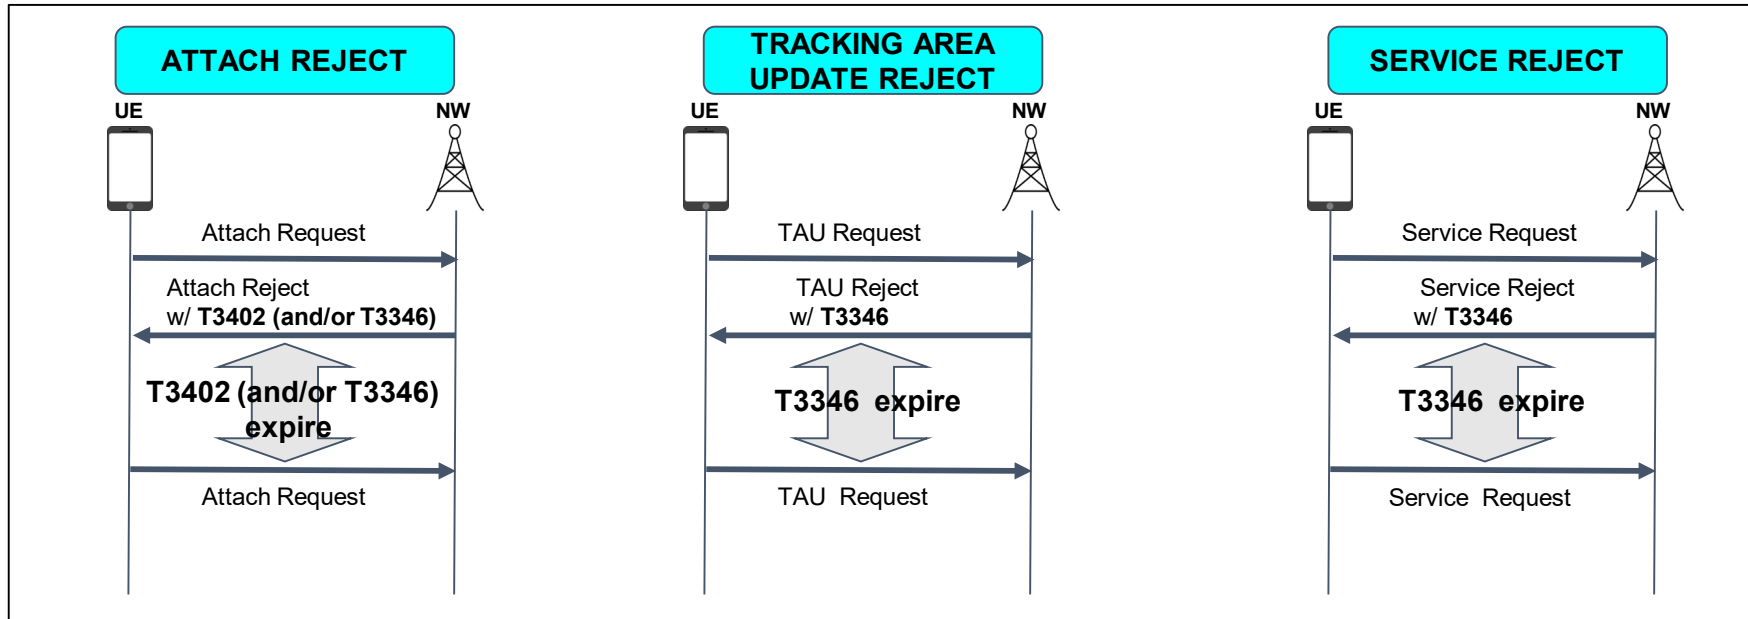 ATTACH REJECT
UE
NW
Attach Request
Attach Reject
w/ T3402 (and/or T3346)
T3402 (and/or T3346)
expire
Attach Request
TRACKING AREA
UPDATE REJECT
UE
NW
TAU Request
TAU Reject
w/ T3346
T3346 expire
TAU Request
SERVICE REJECT
UE
NW
Service Request
Service Reject
w/ T3346
T3346 expire
Service Request